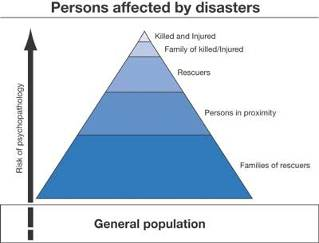 Persons affected by disasters
Killed and Injured
Family of killed/Injured
Rescuers
Persons in proximity
Families of rescuers
Risk of psychopathology
General population